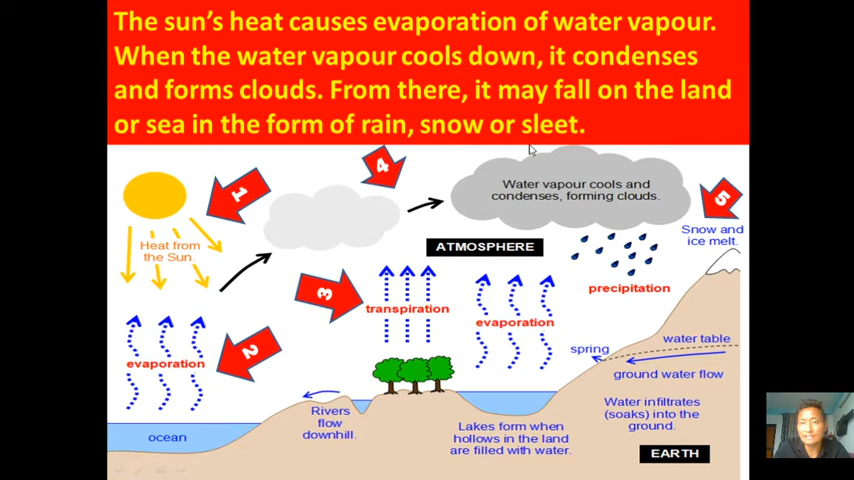 The sun's heat causes evaporation of water vapour.
When the water vapour cools down, it condenses
and forms clouds. From there, it may fall on the land
or sea in the form of rain, snow or sleet.
1
4
5
Water vapour cools and
condenses, forming clouds.
Snow and
ice melt.
Heat from
the Sun.
ATMOSPHERE
3
transpiration
precipitation
evaporation
2
evaporation
spring
water table
ground water flow
Rivers
flow
downhill.
Lakes form when
hollows in the land
are filled with water.
Water infiltrates
(soaks) into the
ground.
ocean
EARTH